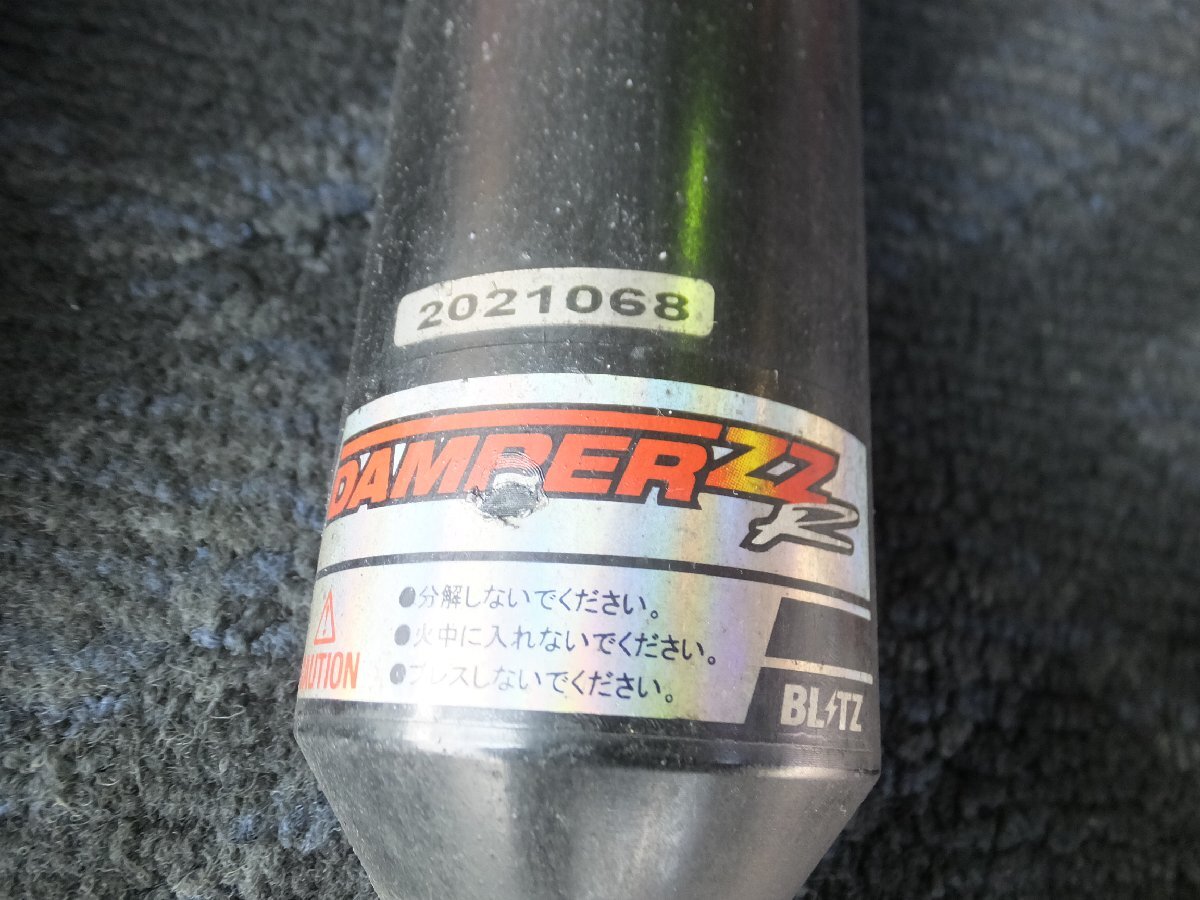 2021068
DAMPER ZZ R
●分解しないでください。
●火中に入れないでください。
●プレスしないでください。
CAUTION
BLITZ